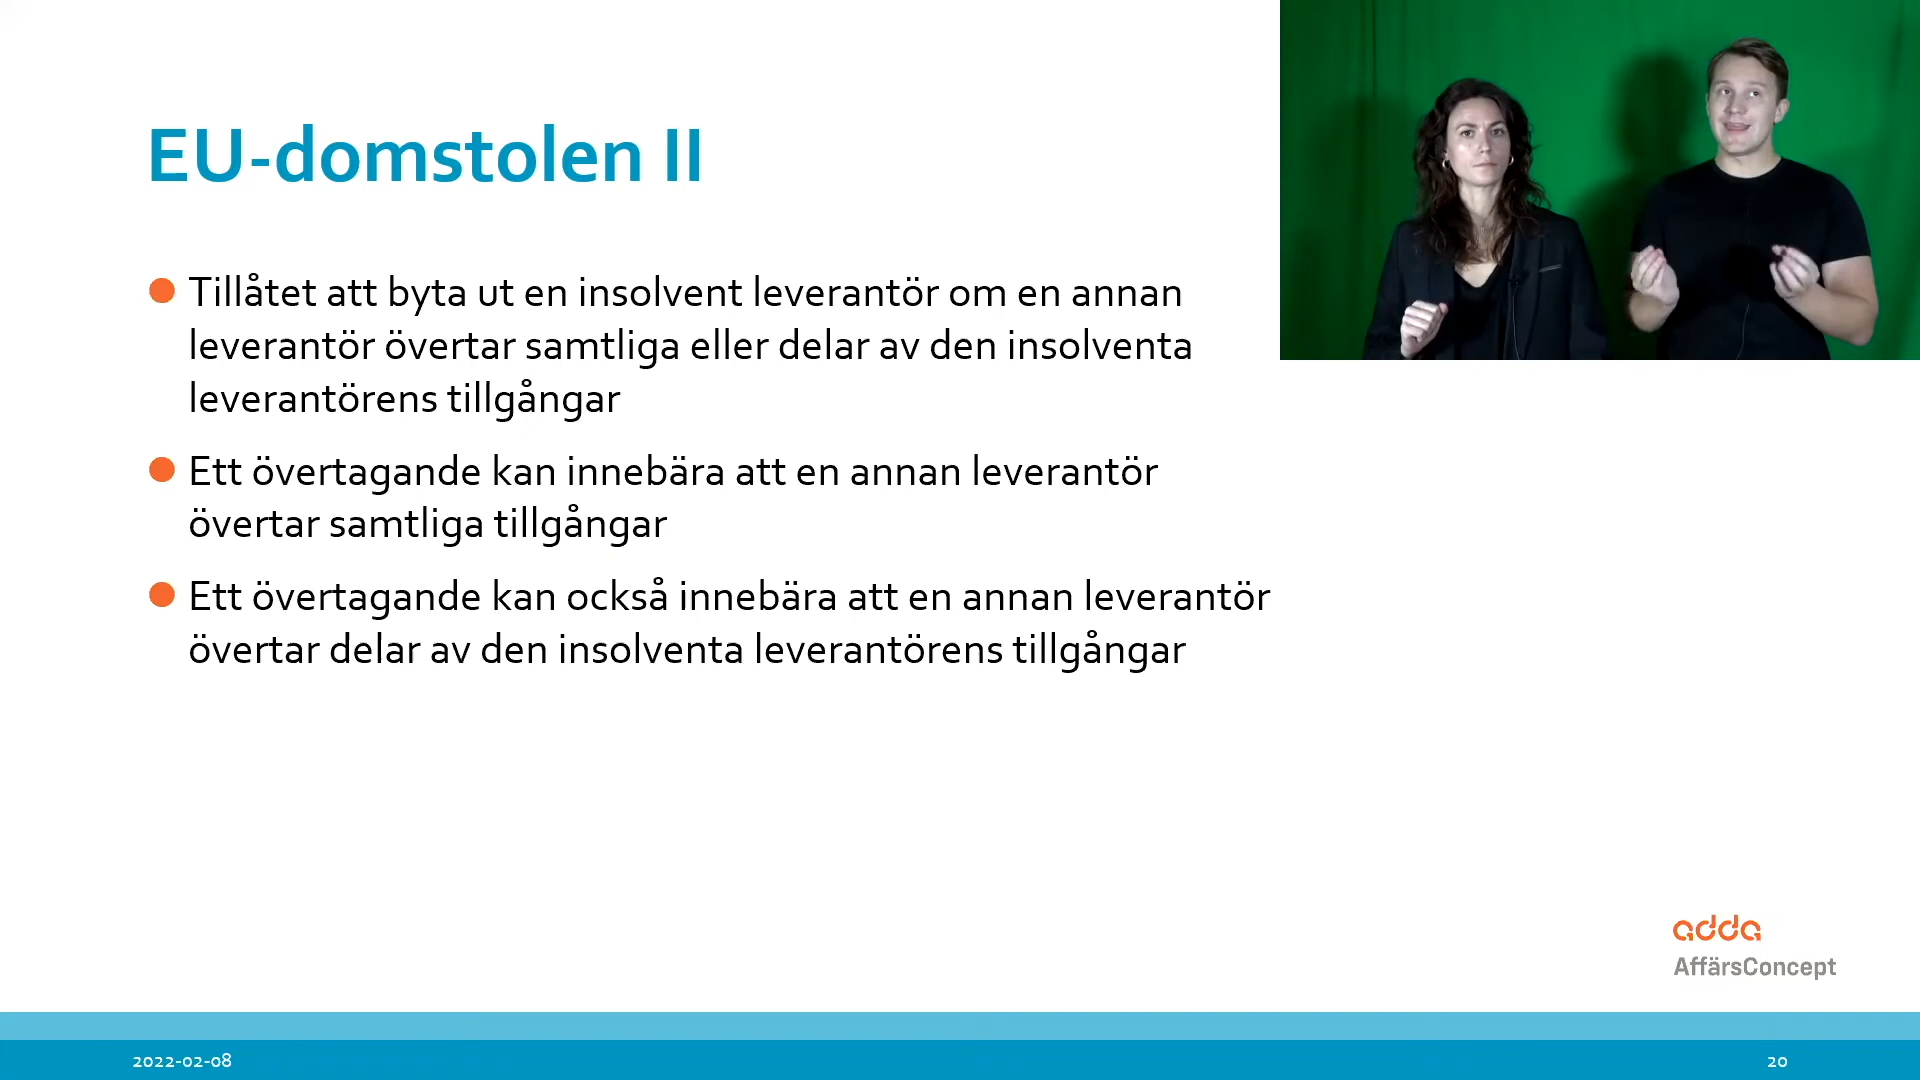 EU-domstolen II
Tillåtet att byta ut en insolvent leverantör om en annan
leverantör övertar samtliga eller delar av den insolventa
leverantörens tillgångar
Ett övertagande kan innebära att en annan leverantör
övertar samtliga tillgångar
Ett övertagande kan också innebära att en annan leverantör
övertar delar av den insolventa leverantörens tillgångar
adda
AffärsConcept
2022-02-08
20